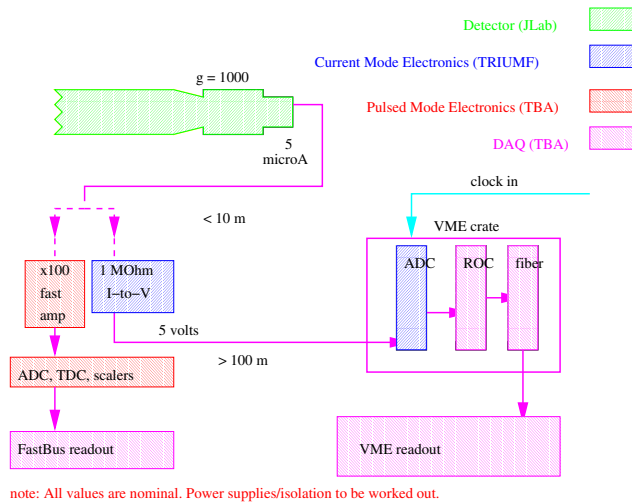 Detector (JLab)
Current Mode Electronics (TRIUMF)
g = 1000
Pulsed Mode Electronics (TBA)
5
microA
DAQ (TBA)
clock in
< 10 m
VME crate
x100
fast
amp
1 MOhm
I−to−V
ADC
ROC
fiber
5 volts
> 100 m
ADC, TDC, scalers
FastBus readout
VME readout
note: All values are nominal. Power supplies/isolation to be worked out.